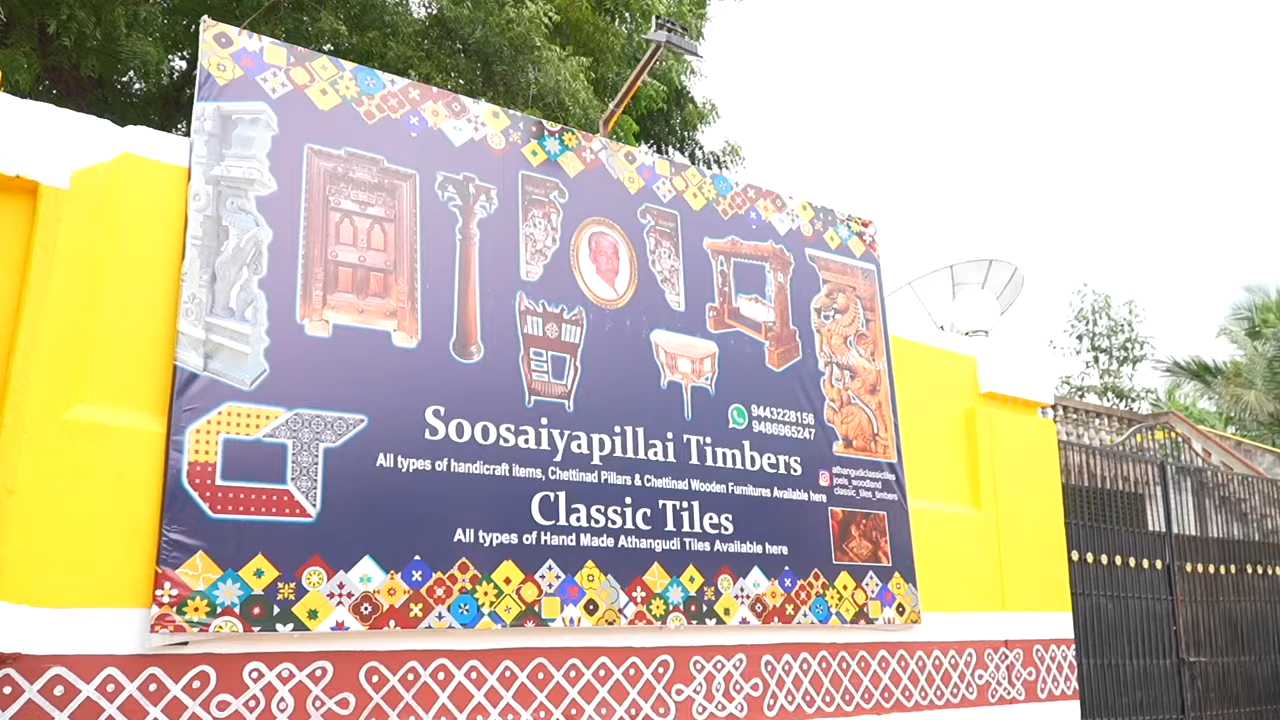 9443228156
9486965247
Soosaiyapillai Timbers
athangudiclassictiles
joels_woodland
classic_tiles_timbers
All types of handicraft items, Chettinad Pillars & Chettinad Wooden Furnitures Available here
Classic Tiles
All types of Hand Made Athangudi Tiles Available here